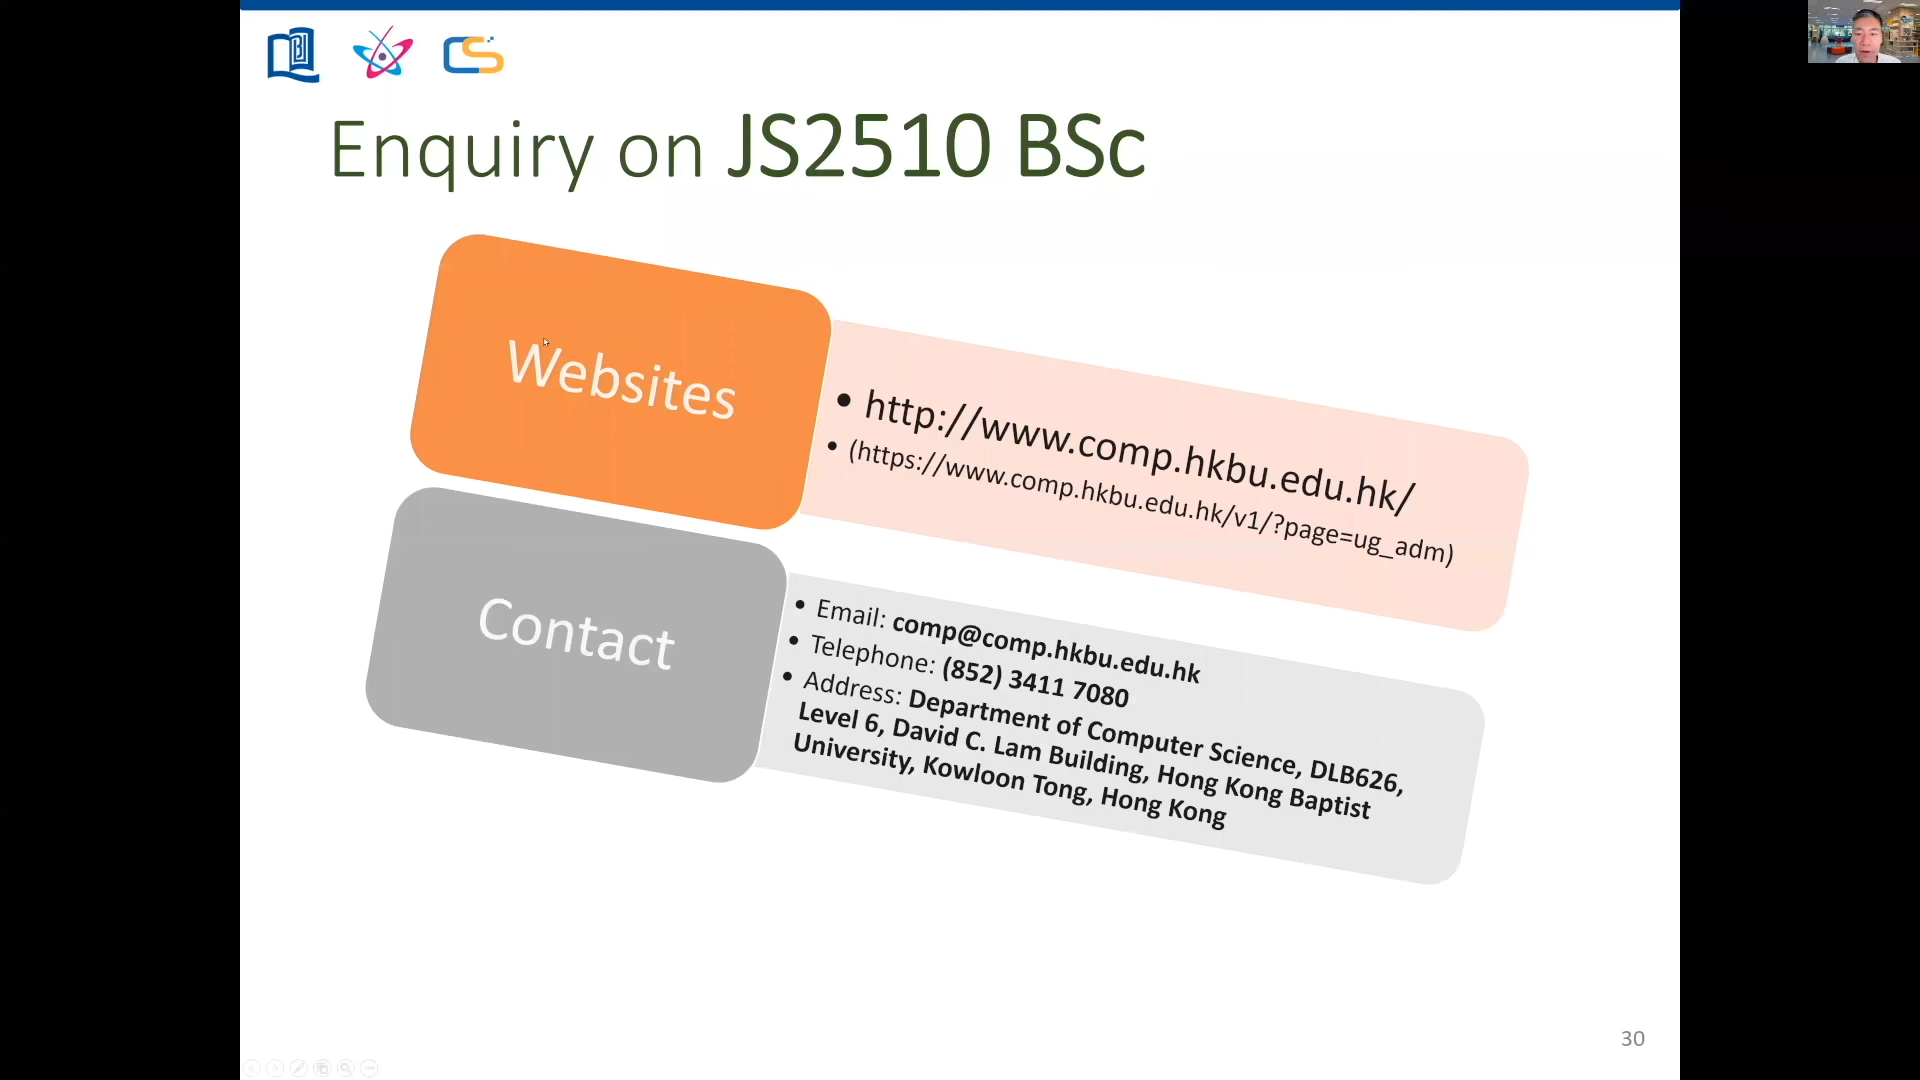 CS
Enquiry on JS2510 BSc
Websites
• http://www.comp.hkbu.edu.hk/
• (https://www.comp.hkbu.edu.hk/v1/?page=ug_adm)
Contact
• Email: comp@comp.hkbu.edu.hk
• Telephone: (852) 3411 7080
• Address: Department of Computer Science, DLB626,
Level 6, David C. Lam Building, Hong Kong Baptist
University, Kowloon Tong, Hong Kong
30